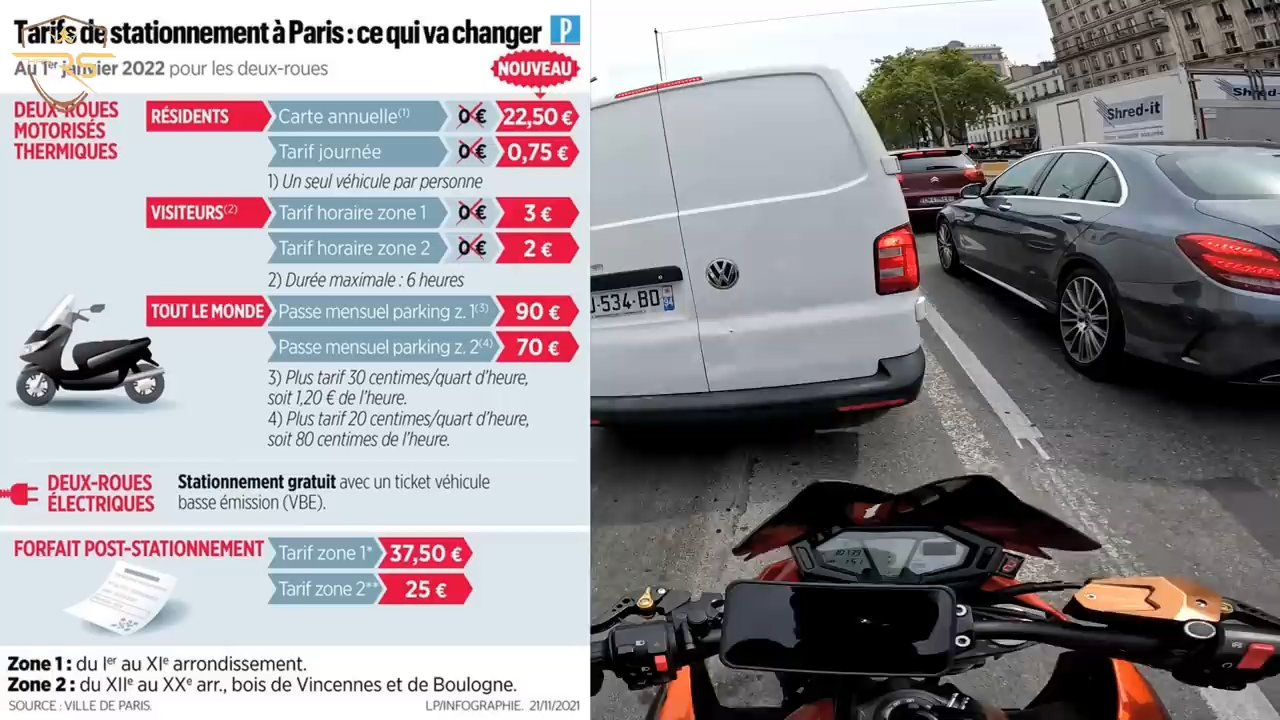 Tarifs de stationnement à Paris : ce qui va changer P
Au 1er janvier 2022 pour les deux-roues
NOUVEAU
DEUX-ROUES
MOTORISÉS
THERMIQUES
RÉSIDENTS Carte annuelle(1) 0€ 22,50 €
Tarif journée 0€ 0,75 €
1) Un seul véhicule par personne
VISITEURS(2) Tarif horaire zone 1 0€ 3 €
Tarif horaire zone 2 0€ 2 €
2) Durée maximale : 6 heures
TOUT LE MONDE Passe mensuel parking z. 1(3) 90 €
Passe mensuel parking z. 2(4) 70 €
3) Plus tarif 30 centimes/quart d'heure,
soit 1,20 € de l'heure.
4) Plus tarif 20 centimes/quart d'heure,
soit 80 centimes de l'heure.
DEUX-ROUES
ÉLECTRIQUES
Stationnement gratuit avec un ticket véhicule
basse émission (VBE).
FORFAIT POST-STATIONNEMENT Tarif zone 1* 37,50 €
Tarif zone 2** 25 €
Zone 1 : du Ier au XIe arrondissement.
Zone 2 : du XIIe au XXe arr., bois de Vincennes et de Boulogne.
SOURCE : VILLE DE PARIS. LP/INFOGRAPHIE. 21/11/2021
Shred-it
Shred-
-534-BD